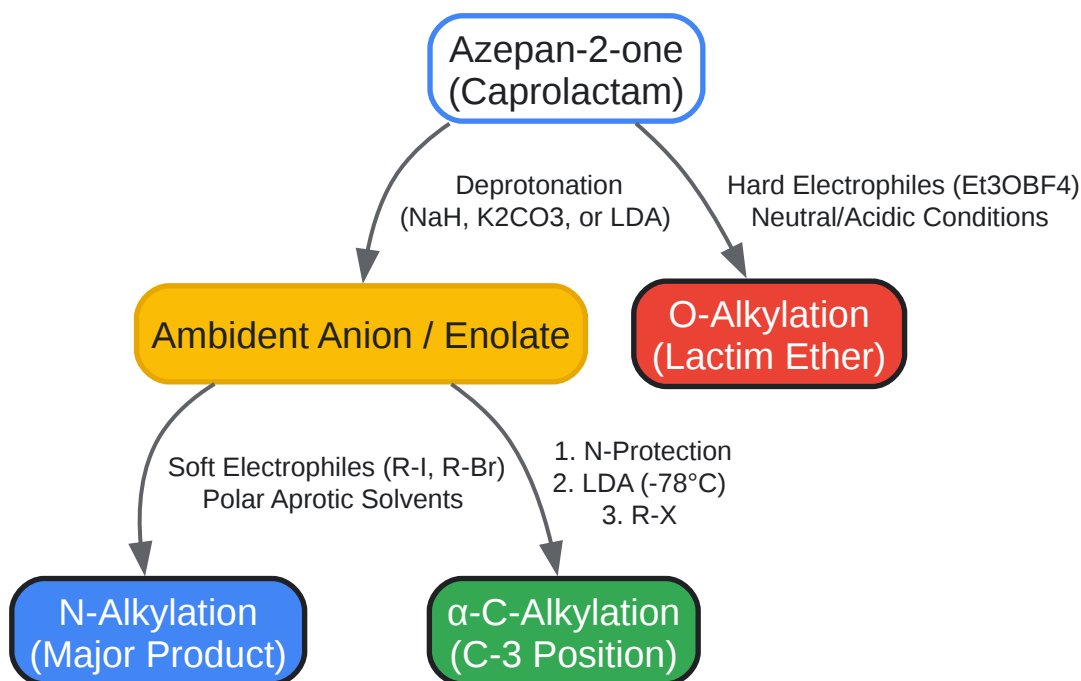 Azepan-2-one
(Caprolactam)
Deprotonation
(NaH, K2CO3, or LDA)
Hard Electrophiles (Et3OBF4)
Neutral/Acidic Conditions
Ambident Anion / Enolate
O-Alkylation
(Lactim Ether)
Soft Electrophiles (R-I, R-Br)
Polar Aprotic Solvents
1. N-Protection
2. LDA (-78°C)
3. R-X
N-Alkylation
(Major Product)
α-C-Alkylation
(C-3 Position)